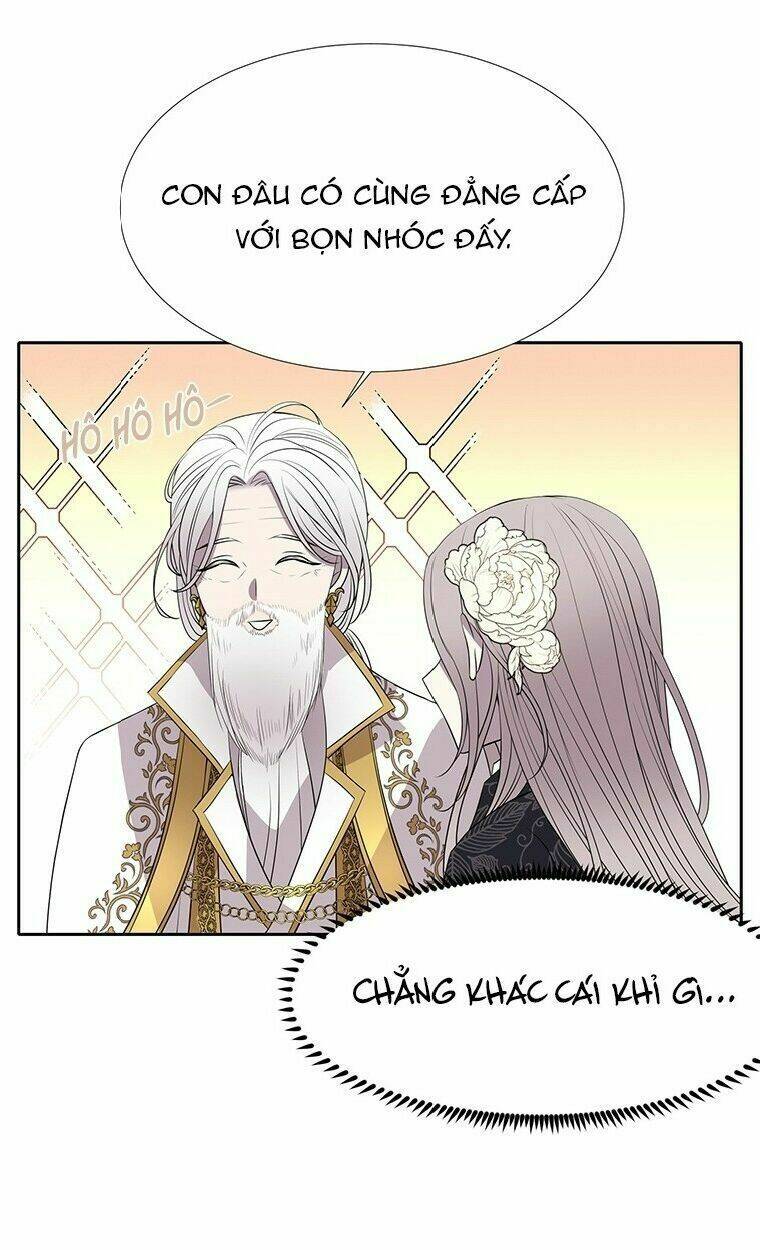 CON ĐÂU CÓ CÙNG ĐẲNG CẤP
VỚI BỌN NHÓC ĐẤY.
HÔ HÔ HÔ~
CHẲNG KHÁC CÁI KHỈ GÌ...